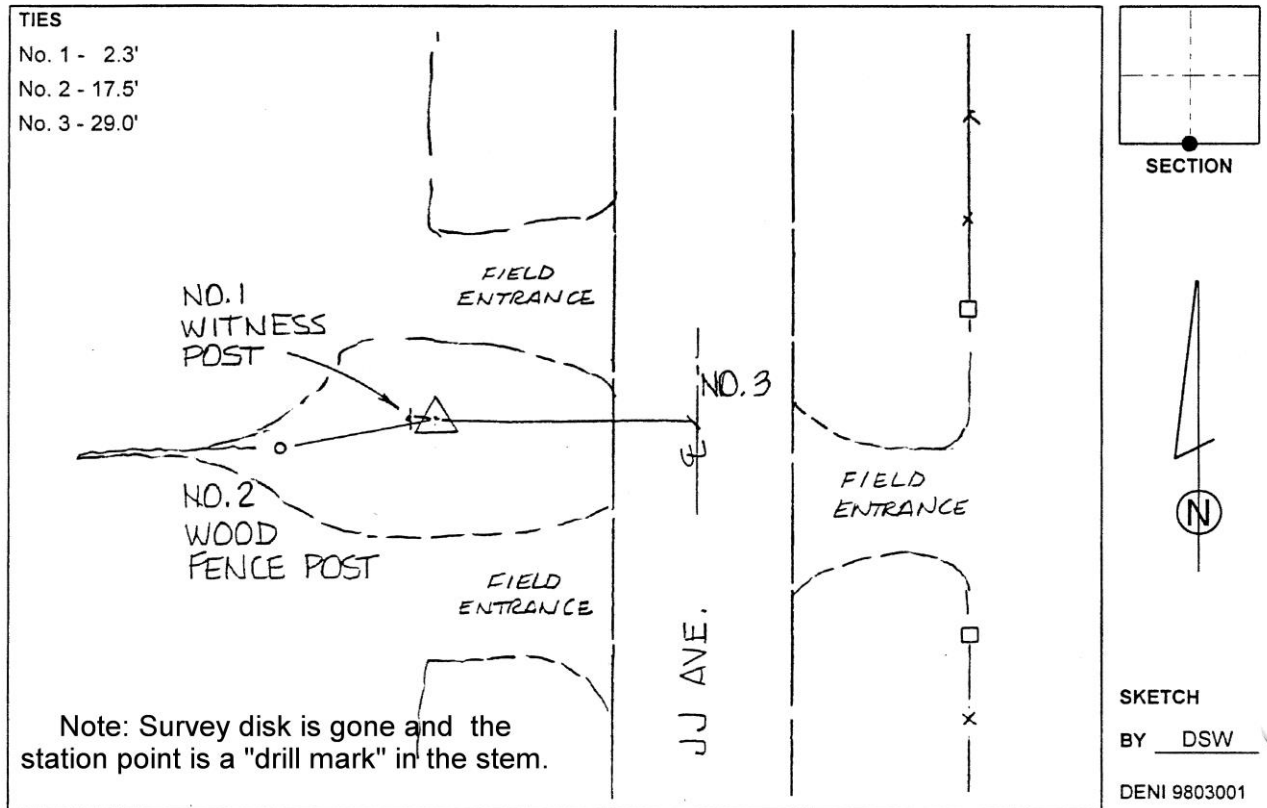 TIES
No. 1 - 2.3'
No. 2 - 17.5'
No. 3 - 29.0'
SECTION
FIELD
ENTRANCE
NO. 1
WITNESS
POST
NO. 3
℄
NO. 2
WOOD
FENCE POST
FIELD
ENTRANCE
FIELD
ENTRANCE
JJ AVE.
N
Note: Survey disk is gone and the
station point is a "drill mark" in the stem.
SKETCH
BY DSW
DENI 9803001